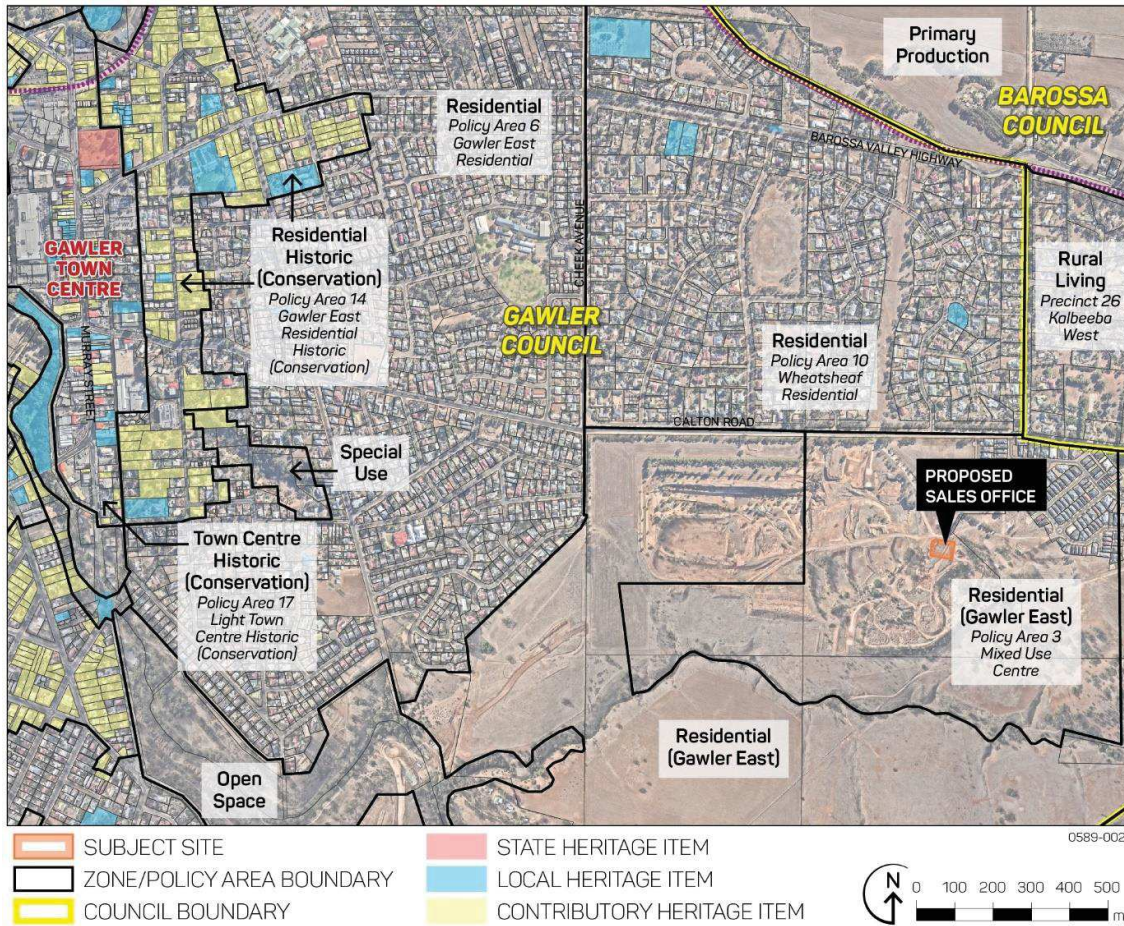 Primary
Production
BAROSSA
COUNCIL
Residential
Policy Area 6
Gawler East
Residential
BAROSSA VALLEY HIGHWAY
CHEEK AVENUE
GAWLER
TOWN
CENTRE
MURRAY STREET
Residential
Historic
(Conservation)
Policy Area 14
Gawler East
Residential
Historic
(Conservation)
GAWLER
COUNCIL
Rural
Living
Precinct 26
Kalbeeba
West
Residential
Policy Area 10
Wheatsheaf
Residential
CALTON ROAD
Special
Use
PROPOSED
SALES OFFICE
Town Centre
Historic
(Conservation)
Policy Area 17
Light Town
Centre Historic
(Conservation)
Residential
(Gawler East)
Policy Area 3
Mixed Use
Centre
Residential
(Gawler East)
Open
Space
0589-002
SUBJECT SITE
ZONE/POLICY AREA BOUNDARY
COUNCIL BOUNDARY
STATE HERITAGE ITEM
LOCAL HERITAGE ITEM
CONTRIBUTORY HERITAGE ITEM
N
0 100 200 300 400 500
m